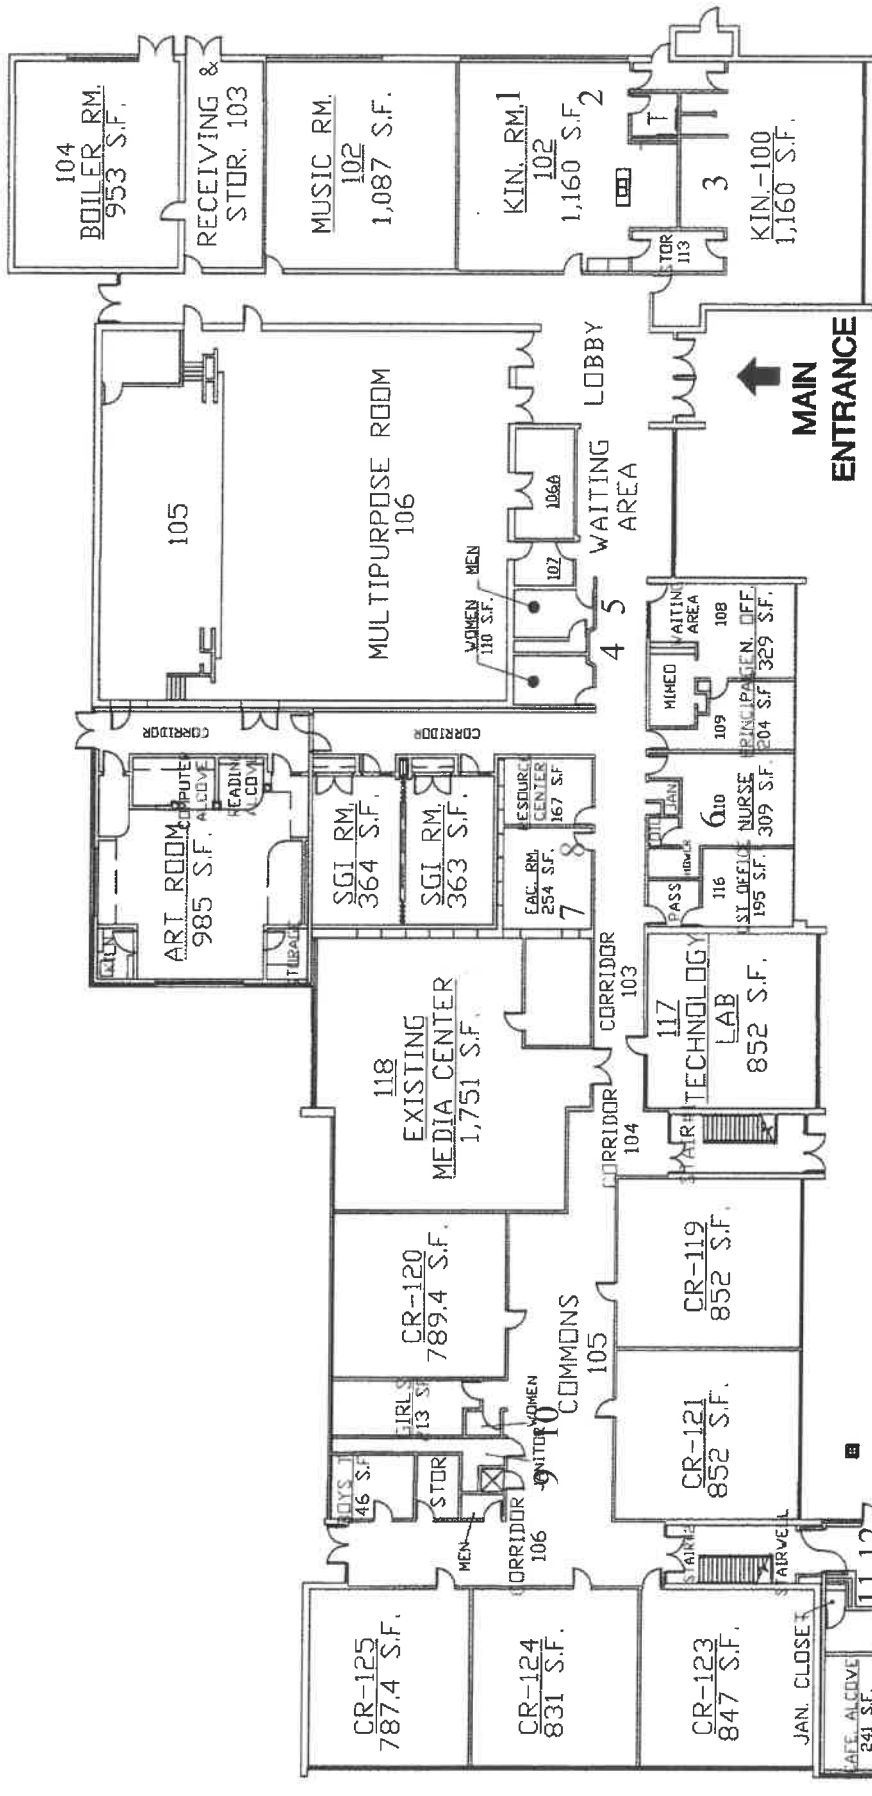 104
BOILER RM.
953 S.F.
RECEIVING &
STOR. 103
MUSIC RM.
102
1,087 S.F.
KIN. RM.
102
1,160 S.F.
1
2
T
3
KIN.-100
1,160 S.F.
STOR
113
LOBBY
MAIN
ENTRANCE
105
MULTIPURPOSE ROOM
106
106A
107
WAITING
AREA
MEN
WOMEN
110 S.F.
4
5
WAITING
AREA
108
GEN. OFF.
329 S.F.
MIMEO
109
PRINCIPAL
204 S.F.
JAN
6
110
NURSE
309 S.F.
PASS
116
195 S.F.
CORRIDOR
CORRIDOR
COMPUTER
ALCOVE
READING
ALCOVE
ART ROOM
985 S.F.
KILN
SGI RM.
364 S.F.
SGI RM.
363 S.F.
RESOURCE
CENTER
167 S.F
FAC. RM.
254 S.F.
7
8
118
EXISTING
MEDIA CENTER
1,751 S.F.
CORRIDOR
103
117
TECHNOLOGY
LAB
852 S.F.
CORRIDOR
104
CR-120
789.4 S.F.
COMMONS
105
CR-119
852 S.F.
CR-121
852 S.F.
WOMEN
JANITOR
9
10
STOR
MEN
CORRIDOR
106
STAIRWELL
11
12
CR-125
787.4 S.F.
CR-124
831 S.F.
CR-123
847 S.F.
JAN. CLOSET
CAFE. ALCOVE
241 S.F.